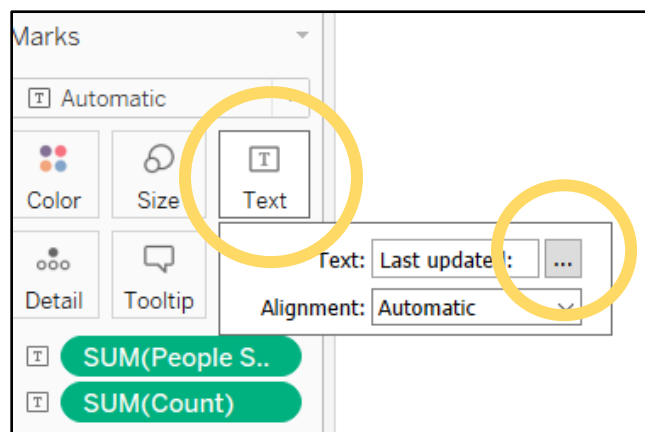 Marks
T Automatic
Color Size T Text
Text: Last updated: ...
Detail Tooltip
Alignment: Automatic
T SUM(People S..
T SUM(Count)